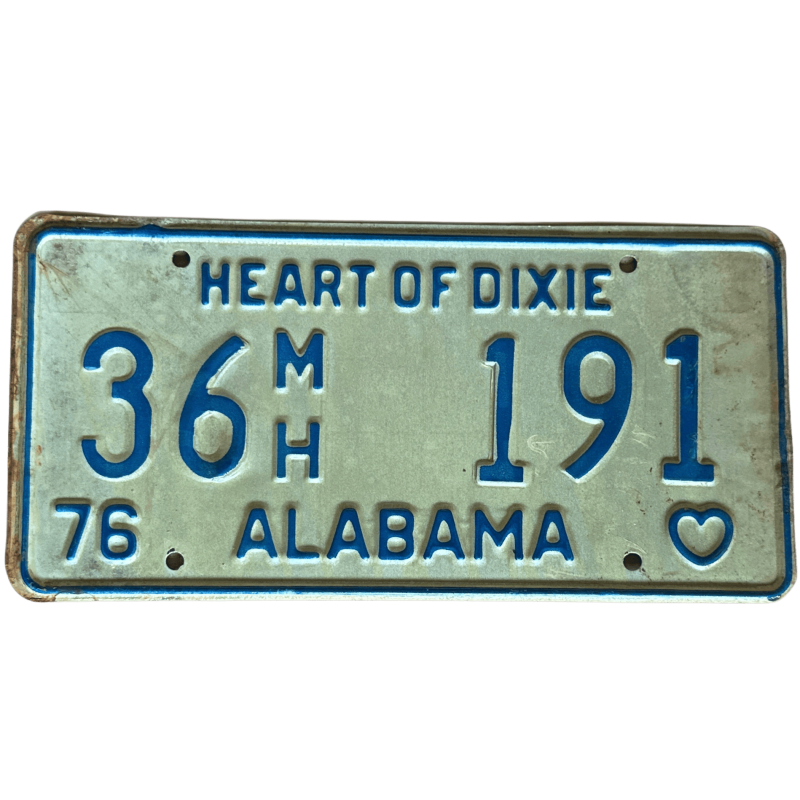 HEART OF DIXIE
36 MH 191
76 ALABAMA